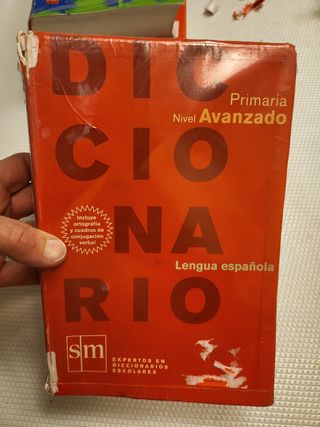 DIC
CIO
NA
RIO
Primaria
Nivel Avanzado
Incluye
ortografía
y cuadros de
conjugación
verbal
Lengua española
sm
EXPERTOS EN
DICCIONARIOS
ESCOLARES